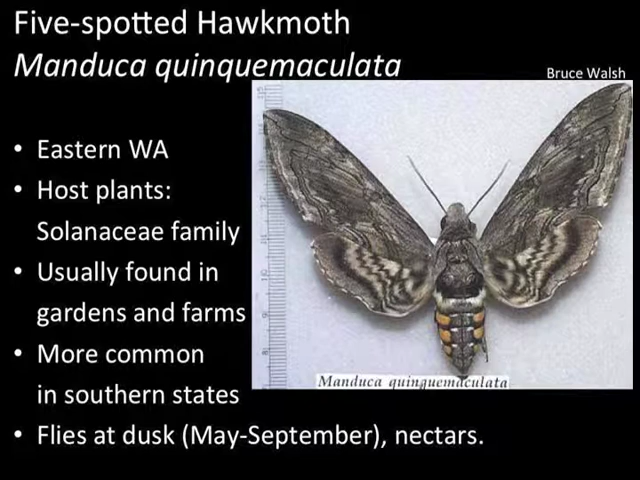 Five-spotted Hawkmoth
Manduca quinquemaculata
Bruce Walsh
• Eastern WA
• Host plants:
Solanaceae family
• Usually found in
gardens and farms
• More common
in southern states
• Flies at dusk (May-September), nectars.
Manduca quinquemaculata